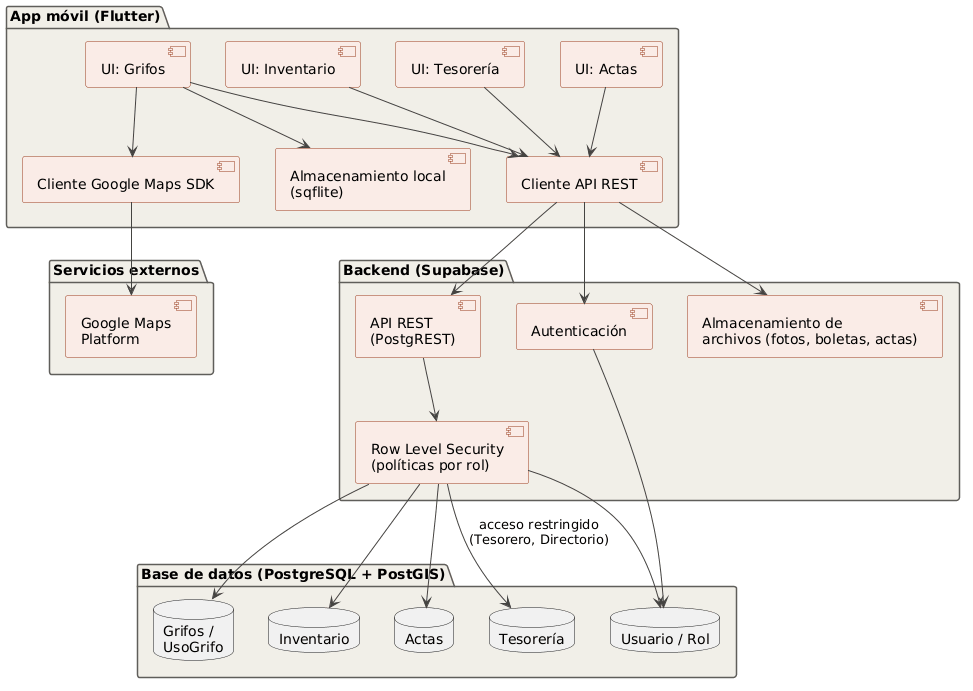 App móvil (Flutter)
UI: Grifos
UI: Inventario
UI: Tesorería
UI: Actas
Cliente Google Maps SDK
Almacenamiento local
(sqflite)
Cliente API REST
Servicios externos
Google Maps
Platform
Backend (Supabase)
API REST
(PostgREST)
Autenticación
Almacenamiento de
archivos (fotos, boletas, actas)
Row Level Security
(políticas por rol)
acceso restringido
(Tesorero, Directorio)
Base de datos (PostgreSQL + PostGIS)
Grifos /
UsoGrifo
Inventario
Actas
Tesorería
Usuario / Rol